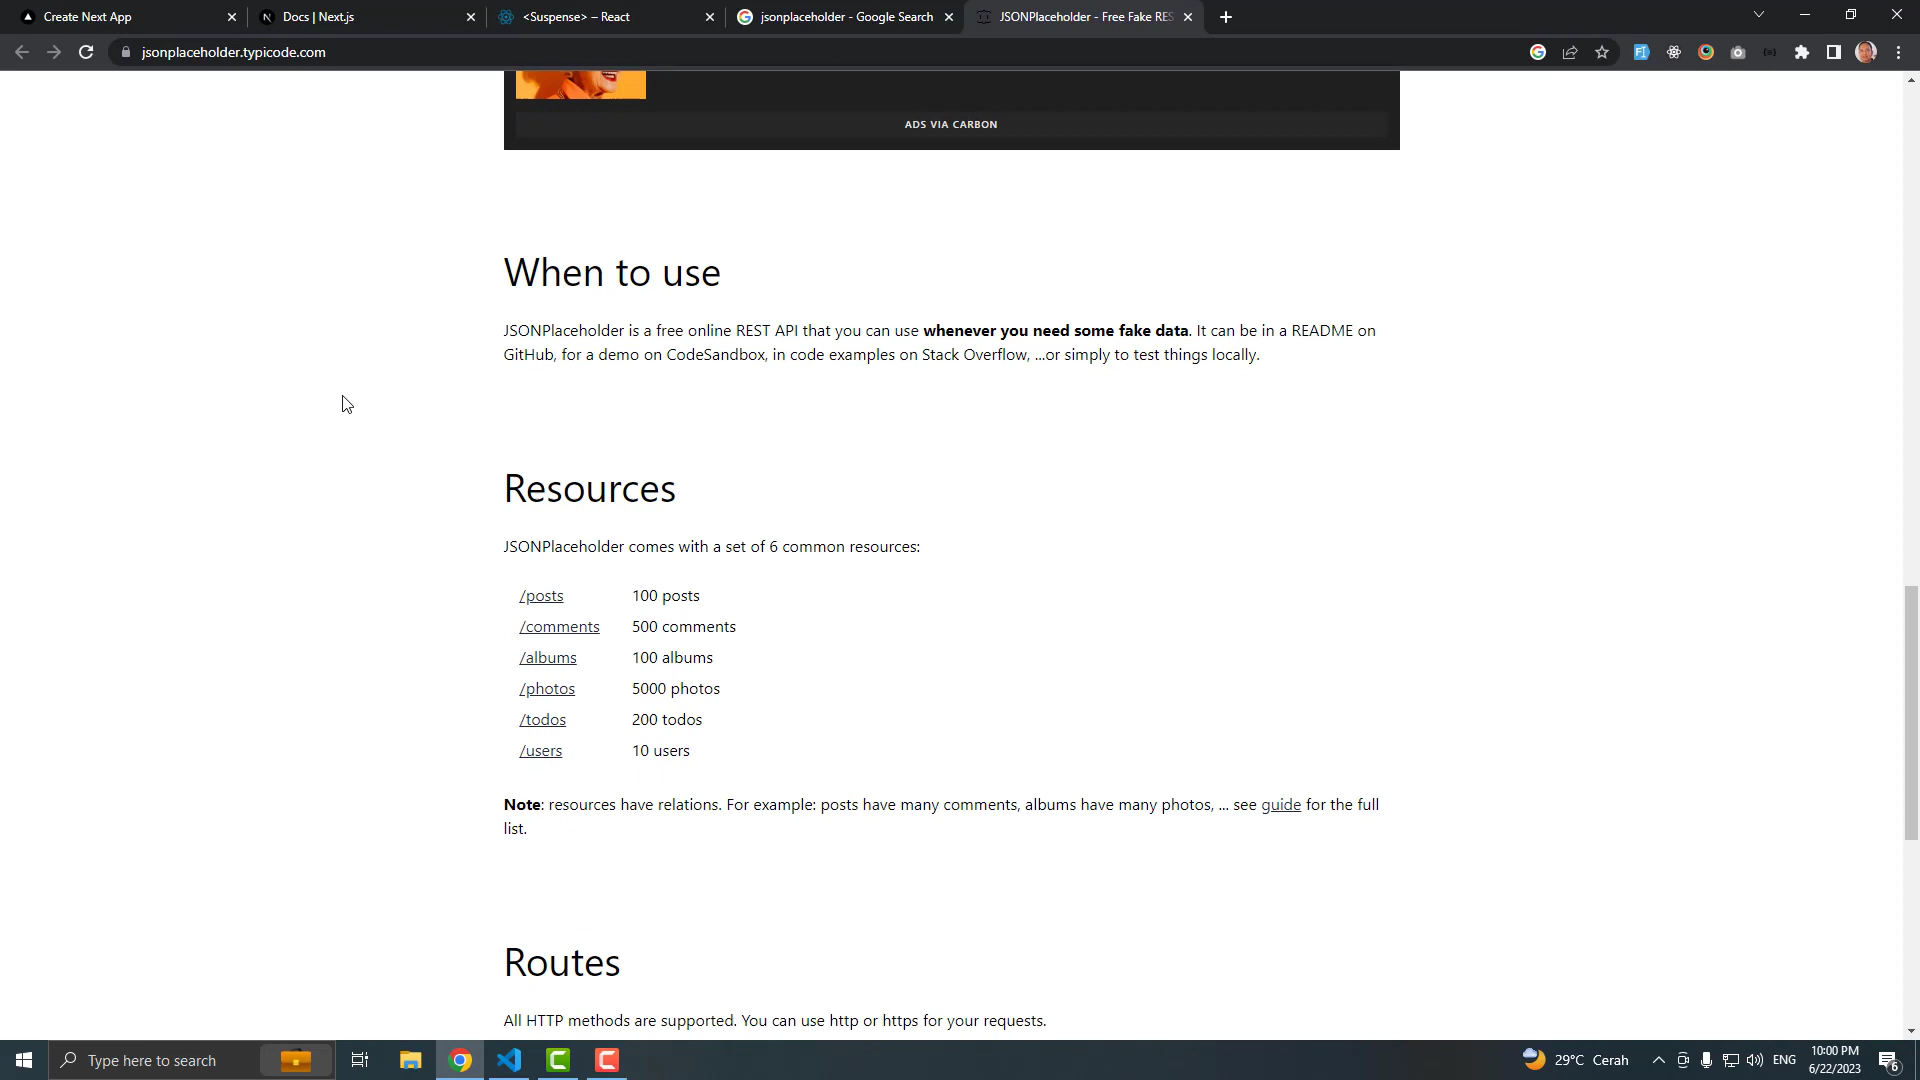 Create Next App
Docs | Next.js
<Suspense> – React
jsonplaceholder - Google Search
JSONPlaceholder - Free Fake RES
jsonplaceholder.typicode.com
ADS VIA CARBON
When to use
JSONPlaceholder is a free online REST API that you can use whenever you need some fake data. It can be in a README on
GitHub, for a demo on CodeSandbox, in code examples on Stack Overflow, ...or simply to test things locally.
Resources
JSONPlaceholder comes with a set of 6 common resources:
/posts 100 posts
/comments 500 comments
/albums 100 albums
/photos 5000 photos
/todos 200 todos
/users 10 users
Note: resources have relations. For example: posts have many comments, albums have many photos, ... see guide for the full
list.
Routes
All HTTP methods are supported. You can use http or https for your requests.
Type here to search
29°C Cerah
ENG
10:00 PM
6/22/2023
6